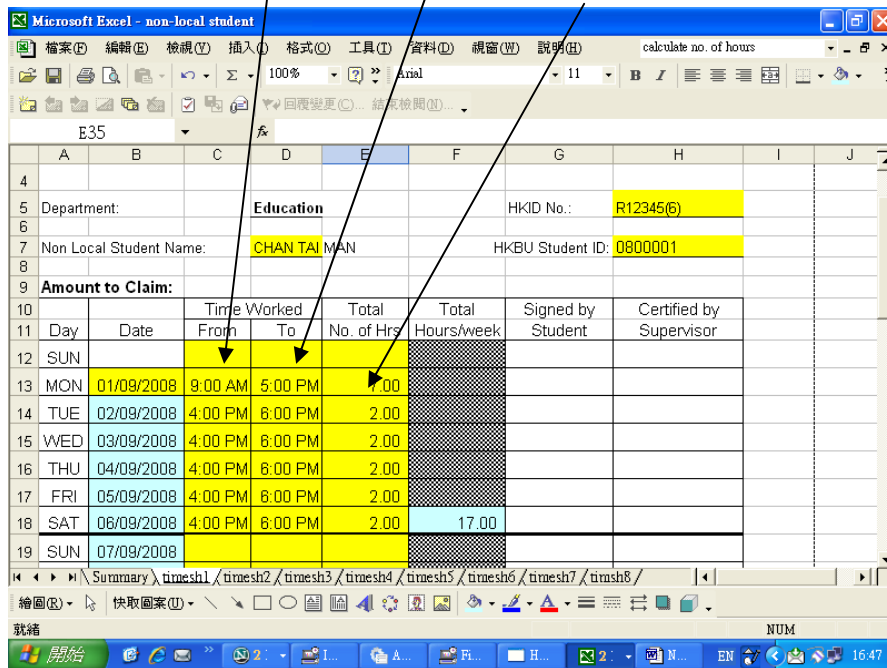 Microsoft Excel - non-local student
檔案(F) 編輯(E) 檢視(V) 插入(I) 格式(O) 工具(T) 資料(D) 視窗(W) 說明(H) calculate no. of hours
Σ 100% Arial 11 B I
回覆變更(C)... 結束檢閱(N)...
E35 fx
A B C D E F G H I J
4
5 Department: Education HKID No.: R12345(6)
6
7 Non Local Student Name: CHAN TAI MAN HKBU Student ID: 0800001
8
9 Amount to Claim:
10 Time Worked Total Total Signed by Certified by
11 Day Date From To No. of Hrs Hours/week Student Supervisor
12 SUN
13 MON 01/09/2008 9:00 AM 5:00 PM 7.00
14 TUE 02/09/2008 4:00 PM 6:00 PM 2.00
15 WED 03/09/2008 4:00 PM 6:00 PM 2.00
16 THU 04/09/2008 4:00 PM 6:00 PM 2.00
17 FRI 05/09/2008 4:00 PM 6:00 PM 2.00
18 SAT 06/09/2008 4:00 PM 6:00 PM 2.00 17.00
19 SUN 07/09/2008
Summary timesh1 timesh2 timesh3 timesh4 timesh5 timesh6 timesh7 timsh8
繪圖(R) 快取圖案(U)
就緒 NUM
開始 2: I... A... Fi... H... 2: N... EN 16:47